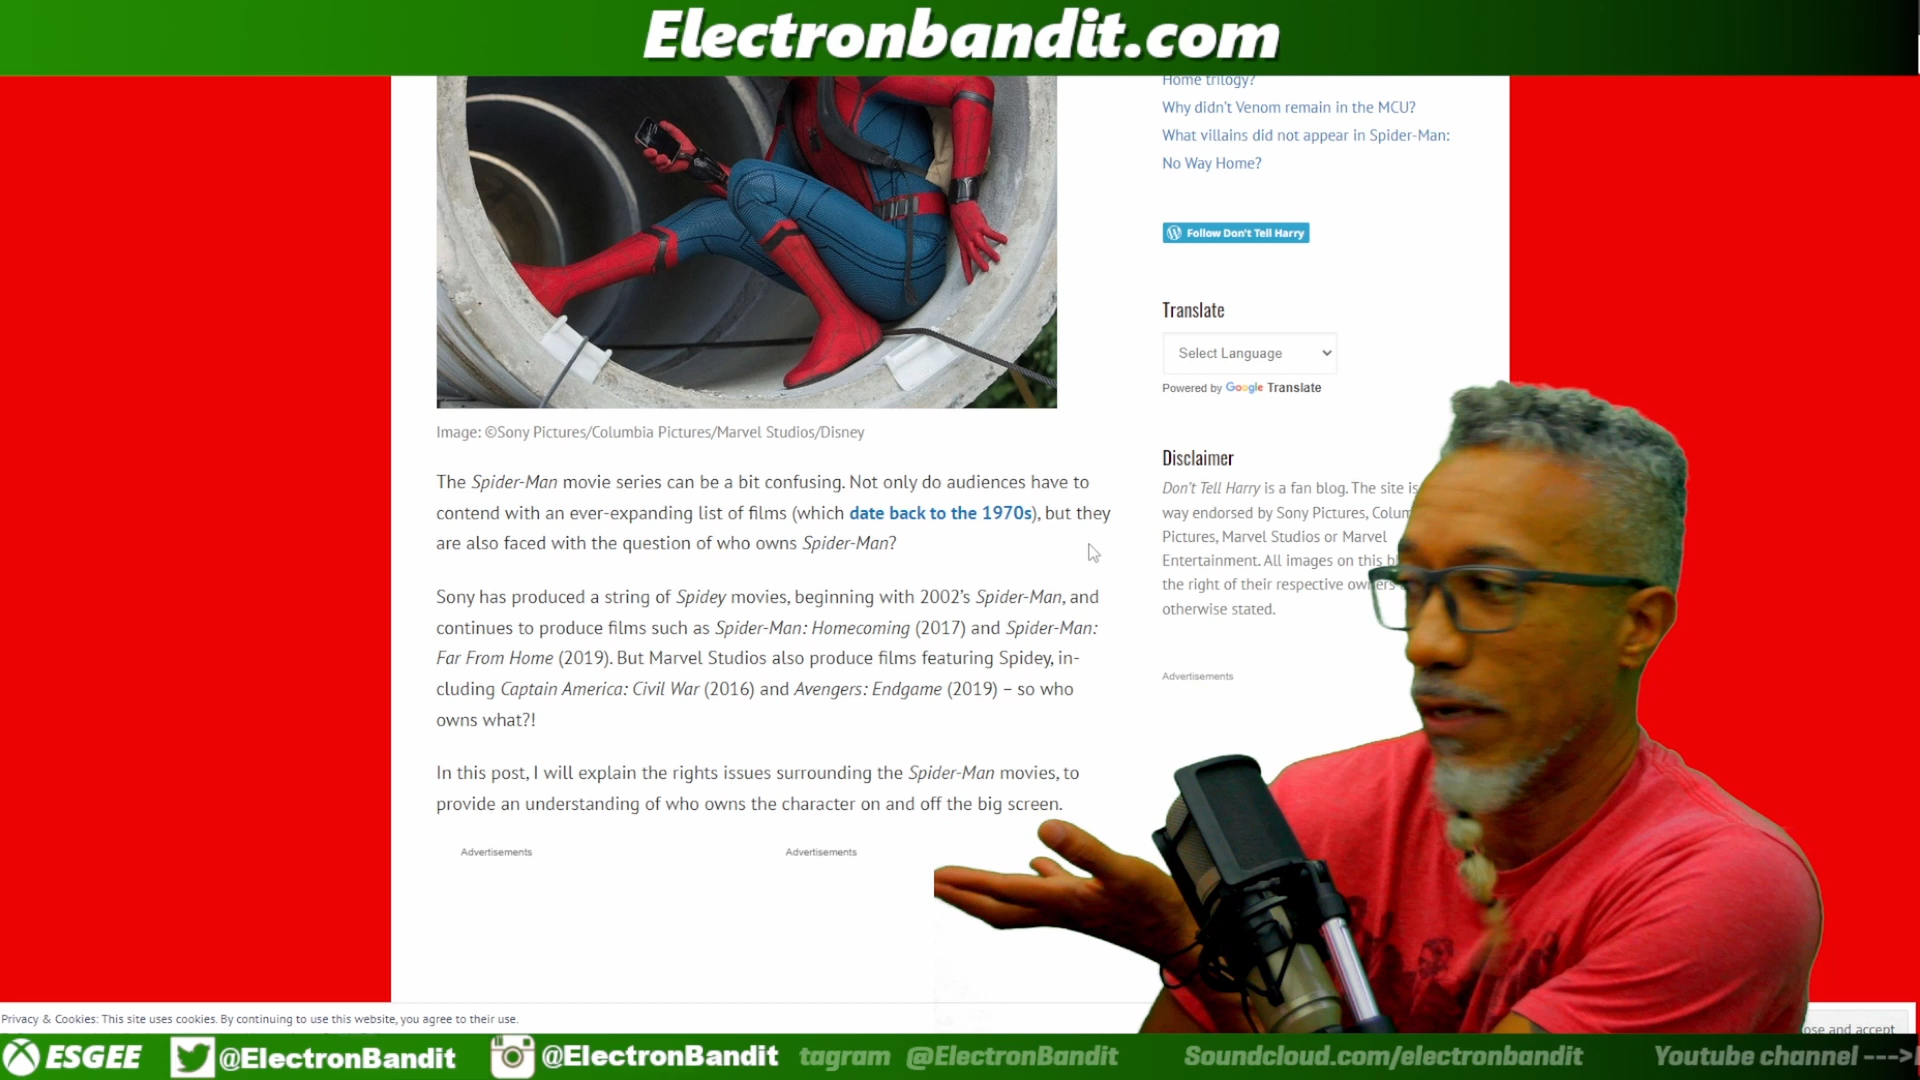 Electronbandit.com
Home trilogy?
Why didn't Venom remain in the MCU?
What villains did not appear in Spider-Man:
No Way Home?
Follow Don't Tell Harry
Translate
Select Language
Powered by Google Translate
Disclaimer
Don't Tell Harry is a fan blog. The site is
way endorsed by Sony Pictures,
Pictures, Marvel Studios or Marvel
Entertainment. All images on this
the right of their respective
otherwise stated.
Advertisements
Image: ©Sony Pictures/Columbia Pictures/Marvel Studios/Disney
The Spider-Man movie series can be a bit confusing. Not only do audiences have to
contend with an ever-expanding list of films (which date back to the 1970s), but they
are also faced with the question of who owns Spider-Man?
Sony has produced a string of Spidey movies, beginning with 2002's Spider-Man, and
continues to produce films such as Spider-Man: Homecoming (2017) and Spider-Man:
Far From Home (2019). But Marvel Studios also produce films featuring Spidey, in-
cluding Captain America: Civil War (2016) and Avengers: Endgame (2019) – so who
owns what?!
In this post, I will explain the rights issues surrounding the Spider-Man movies, to
provide an understanding of who owns the character on and off the big screen.
Advertisements Advertisements
Privacy & Cookies: This site uses cookies. By continuing to use this website, you agree to their use.
ose and accept
ESGEE @ElectronBandit @ElectronBandit tagram @ElectronBandit Soundcloud.com/electronbandit Youtube channel --->